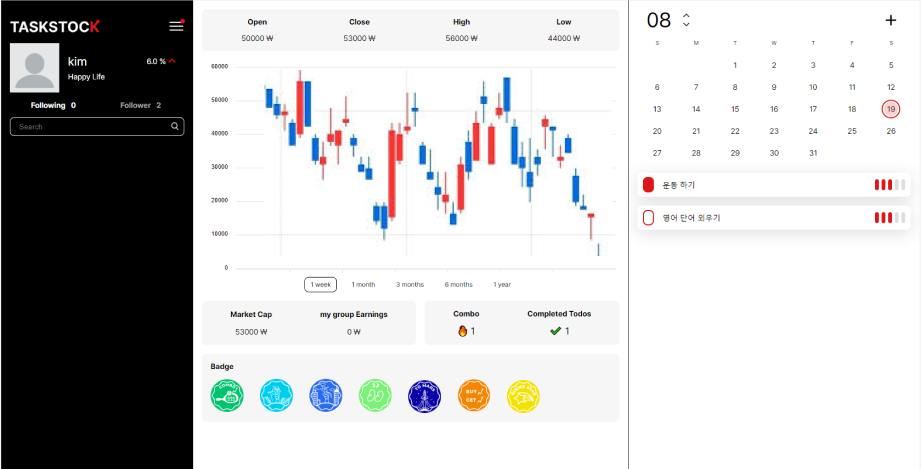 TASKSTOCK
kim
6.0 %
Happy Life
Following 0
Follower 2
Search
Open Close High Low
50000 ₩ 53000 ₩ 56000 ₩ 44000 ₩
60000
50000
40000
30000
20000
10000
0
1 week 1 month 3 months 6 months 1 year
Market Cap my group Earnings
53000 ₩ 0 ₩
Combo Completed Todos
1 1
Badge
BUY
GET
08
S M T W T F S
1 2 3 4 5
6 7 8 9 10 11 12
13 14 15 16 17 18 19
20 21 22 23 24 25 26
27 28 29 30 31
운동 하기
영어 단어 외우기